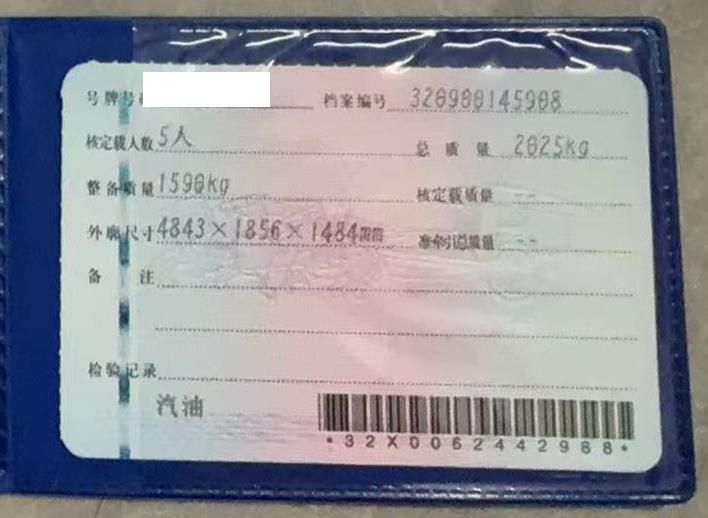 号牌号 档案编号 320900145908
核定载人数 5人 总质量 2025kg
整备质量 1590kg 核定载质量 --
外廓尺寸 4843×1856×1484mm 准牵引总质量 --
备注
检验记录
汽油
*32X0062442988*